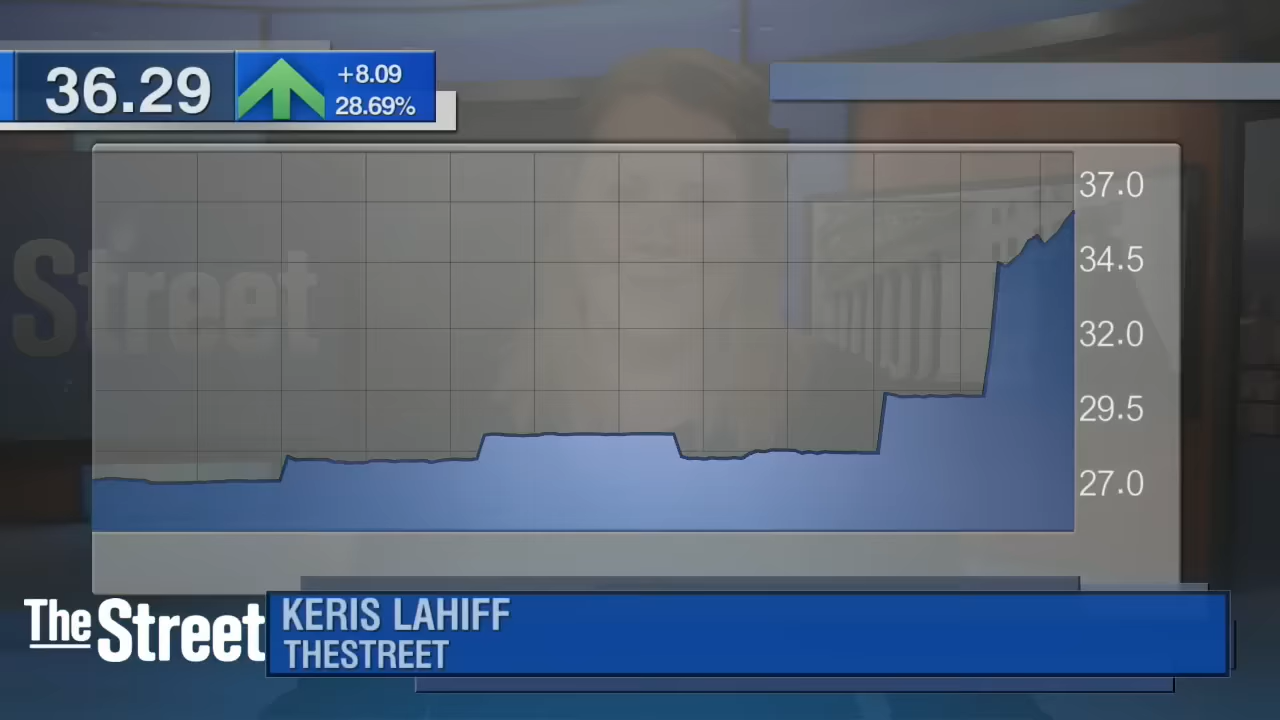 36.29
+8.09
28.69%
37.0
34.5
32.0
29.5
27.0
Street
The Street
KERIS LAHIFF
THESTREET